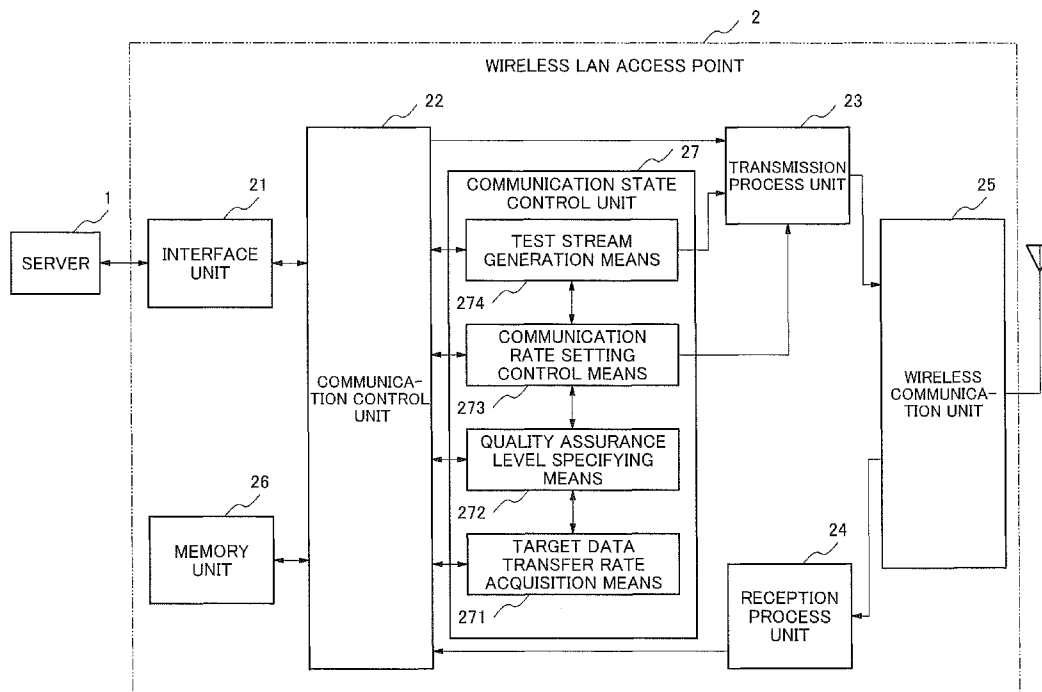 2
WIRELESS LAN ACCESS POINT
22
23
27
TRANSMISSION
PROCESS UNIT
COMMUNICATION STATE
CONTROL UNIT
21
1
25
SERVER
INTERFACE
UNIT
TEST STREAM
GENERATION MEANS
274
COMMUNICATION
RATE SETTING
CONTROL MEANS
273
COMMUNICA-
TION CONTROL
UNIT
WIRELESS
COMMUNICA-
TION UNIT
QUALITY ASSURANCE
LEVEL SPECIFYING
MEANS
272
26
MEMORY
UNIT
TARGET DATA
TRANSFER RATE
ACQUISITION MEANS
271
24
RECEPTION
PROCESS
UNIT